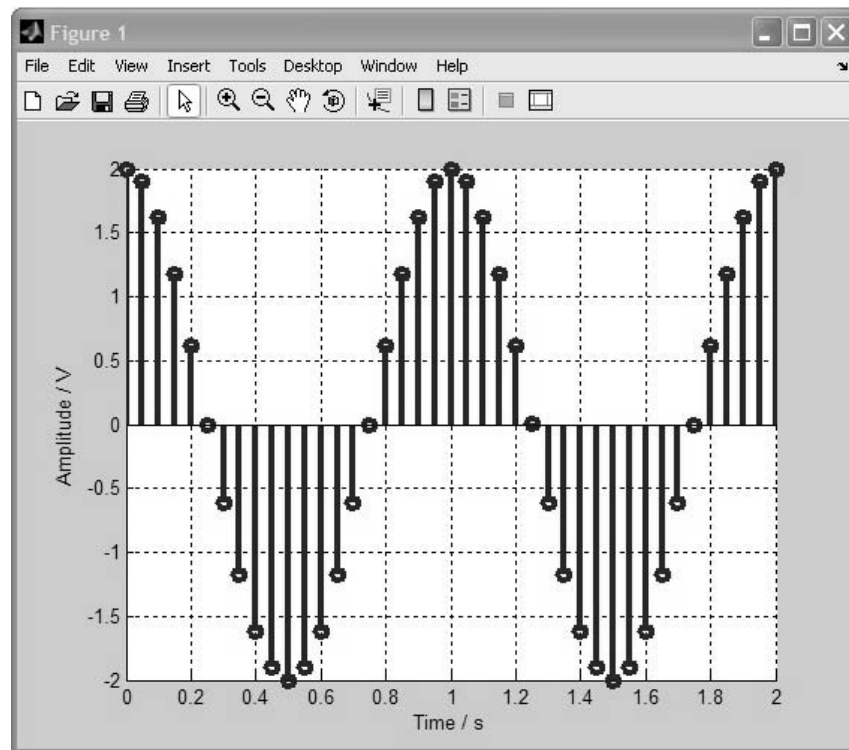 Figure 1
File Edit View Insert Tools Desktop Window Help
2
1.5
1
0.5
0
-0.5
-1
-1.5
-2
Amplitude / V
0 0.2 0.4 0.6 0.8 1 1.2 1.4 1.6 1.8 2
Time / s